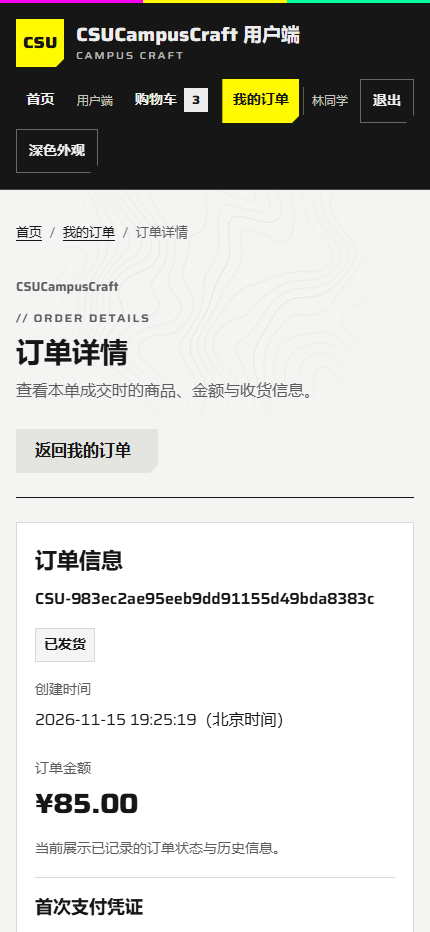 CSU
CSUCampusCraft 用户端
CAMPUS CRAFT
首页 用户端 购物车 3 我的订单 林同学 退出
深色外观
首页 / 我的订单 / 订单详情
CSUCampusCraft
// ORDER DETAILS
订单详情
查看本单成交时的商品、金额与收货信息。
返回我的订单
订单信息
CSU-983ec2ae95eeb9dd91155d49bda8383c
已发货
创建时间
2026-11-15 19:25:19（北京时间）
订单金额
¥85.00
当前展示已记录的订单状态与历史信息。
首次支付凭证